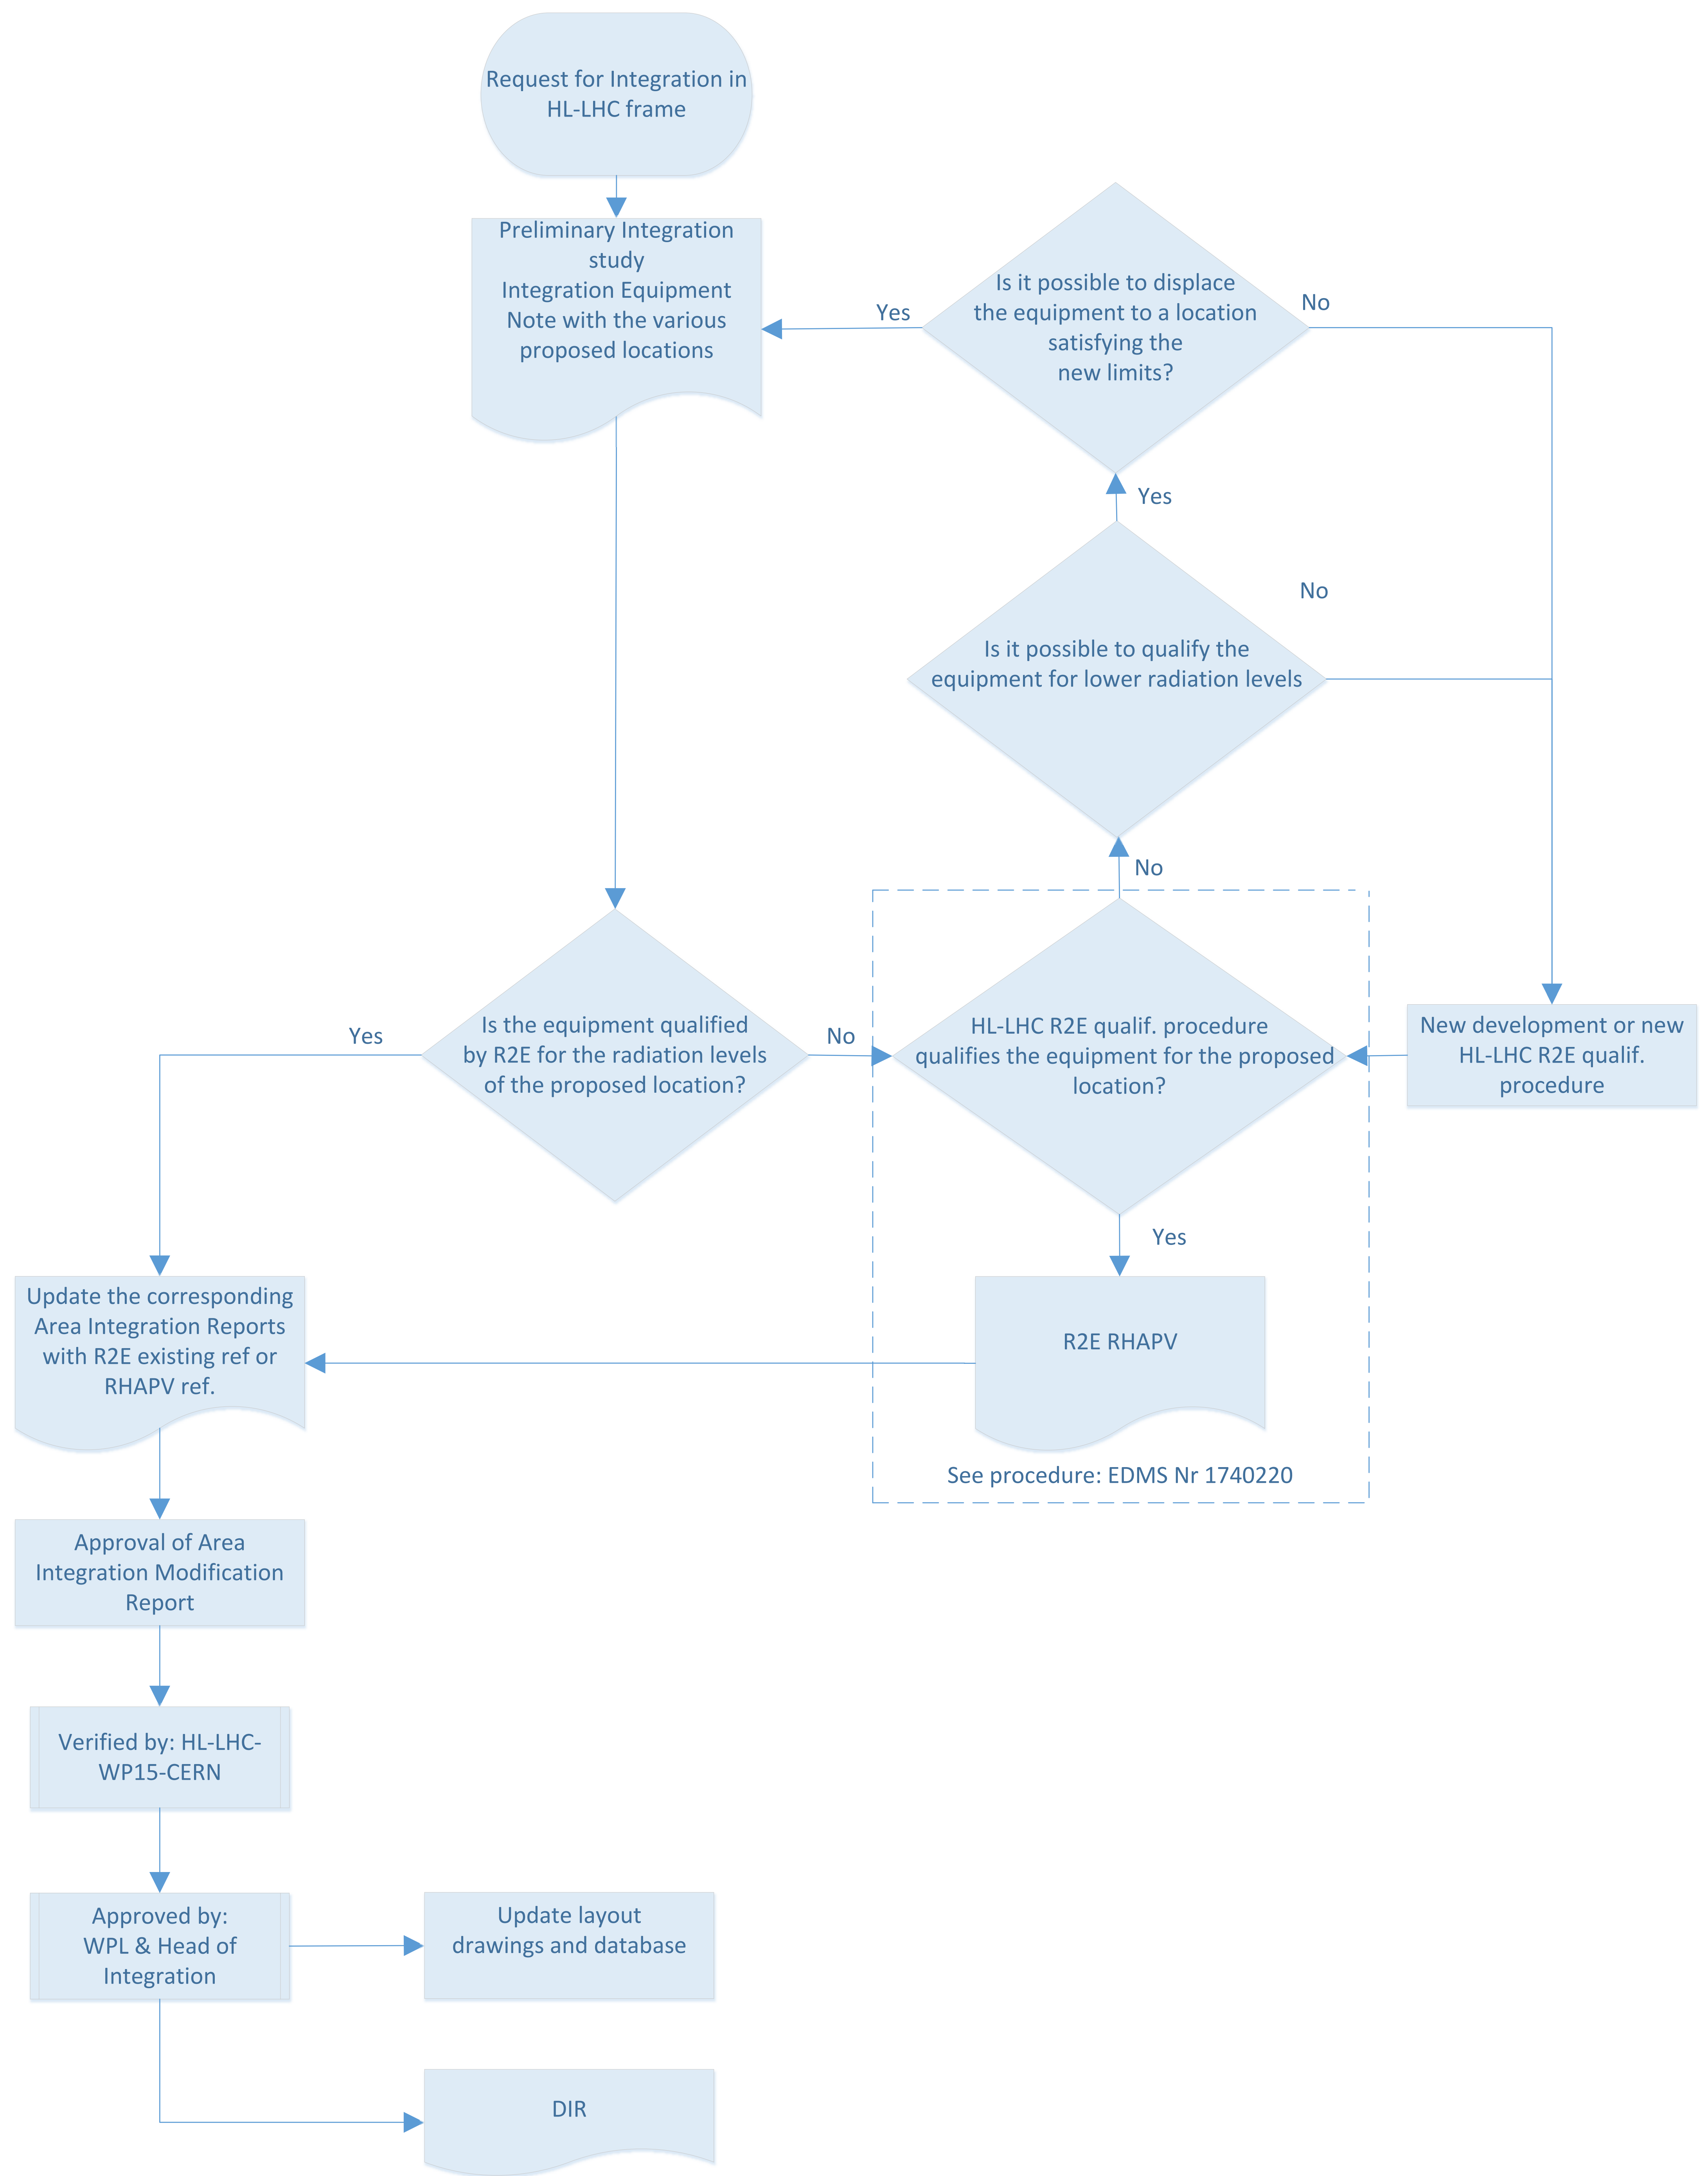 Request for Integration in
HL-LHC frame
Preliminary Integration
study
Integration Equipment
Note with the various
proposed locations
Yes
Is it possible to displace
the equipment to a location
satisfying the
new limits?
No
Yes
No
Is it possible to qualify the
equipment for lower radiation levels
No
Yes
Is the equipment qualified
by R2E for the radiation levels
of the proposed location?
No
HL-LHC R2E qualif. procedure
qualifies the equipment for the proposed
location?
New development or new
HL-LHC R2E qualif.
procedure
Yes
Update the corresponding
Area Integration Reports
with R2E existing ref or
RHAPV ref.
R2E RHAPV
See procedure: EDMS Nr 1740220
Approval of Area
Integration Modification
Report
Verified by: HL-LHC-
WP15-CERN
Approved by:
WPL & Head of
Integration
Update layout
drawings and database
DIR